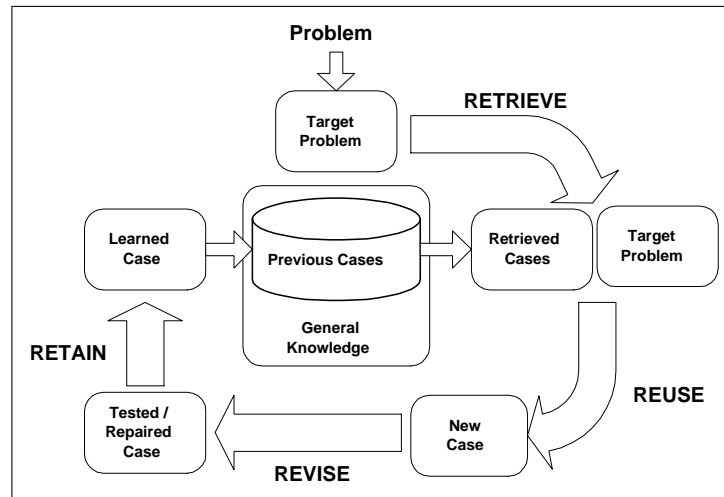 Problem
RETRIEVE
Target
Problem
Learned
Case
Previous Cases
Retrieved
Cases
Target
Problem
General
Knowledge
RETAIN
REUSE
Tested /
Repaired
Case
New
Case
REVISE